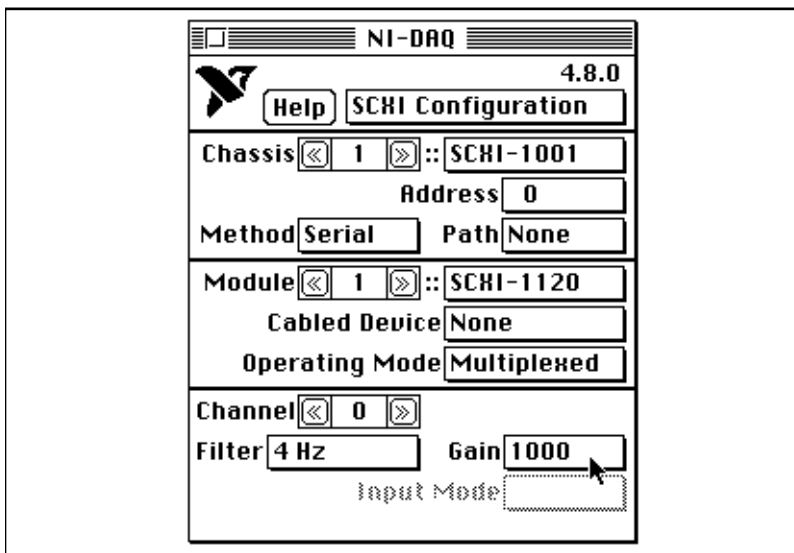 NI-DAQ
4.8.0
Help SCXI Configuration
Chassis « 1 » :: SCXI-1001
Address 0
Method Serial Path None
Module « 1 » :: SCXI-1120
Cabled Device None
Operating Mode Multiplexed
Channel « 0 »
Filter 4 Hz Gain 1000
Input Mode